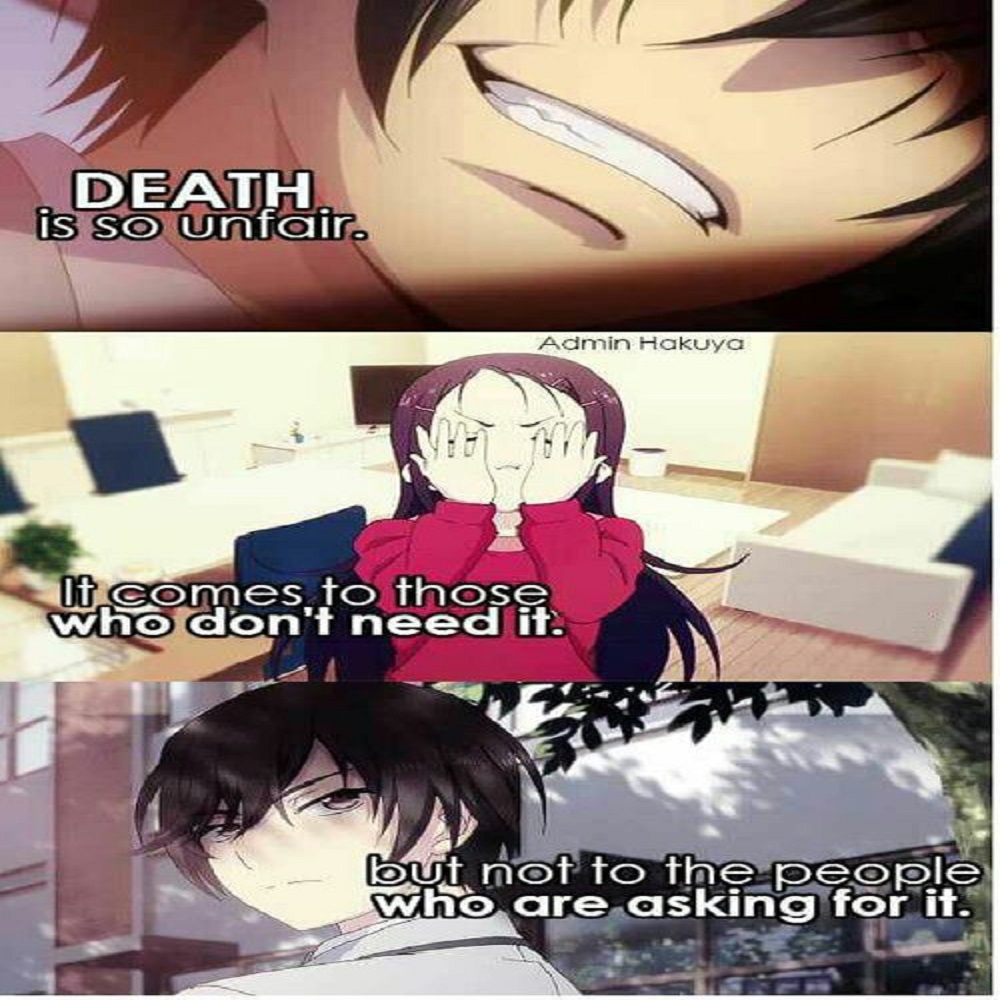 DEATH
is so unfair.
Admin Hakuya
It comes to those
who don't need it.
but not to the people
who are asking for it.